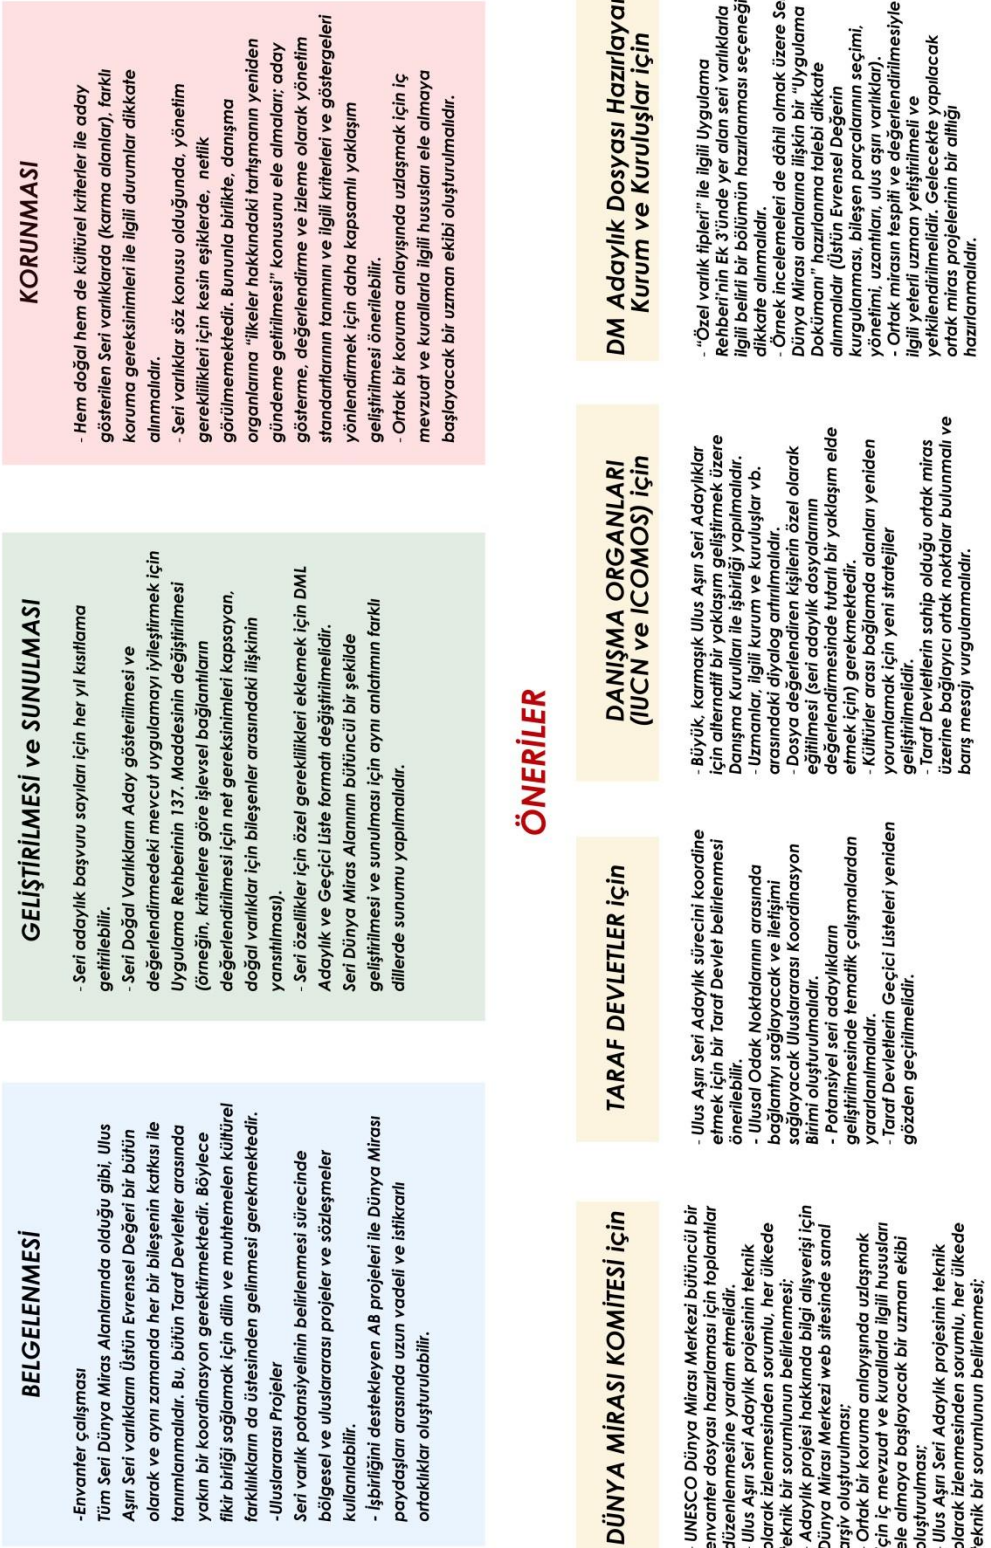 BELGELENMESİ
-Envanter çalışması
Tüm Seri Dünya Miras Alanlarında olduğu gibi, Ulus
Aşırı Seri varlıkların Üstün Evrensel Değeri bir bütün
olarak ve aynı zamanda her bir bileşenin katkısı ile
tanımlanmalıdır. Bu, bütün Taraf Devletler arasında
yakın bir koordinasyon gerektirmektedir. Böylece
fikir birliği sağlamak için dilin ve muhtemelen kültürel
farklılıkların da üstesinden gelinmesi gerekmektedir.
-Uluslararası Projeler
Seri varlık potansiyelinin belirlenmesi sürecinde
bölgesel ve uluslararası projeler ve sözleşmeler
kullanılabilir.
- İşbirliğini destekleyen AB projeleri ile Dünya Mirası
paydaşları arasında uzun vadeli ve istikrarlı
ortaklıklar oluşturulabilir.
GELİŞTİRİLMESİ ve SUNULMASI
- Seri adaylık başvuru sayıları için her yıl kısıtlama
getirilebilir.
- Seri Doğal Varlıkların Aday gösterilmesi ve
değerlendirmedeki mevcut uygulamayı iyileştirmek için
Uygulama Rehberinin 137. Maddesinin değiştirilmesi
(örneğin, kriterlere göre işlevsel bağlantıların
değerlendirilmesi için net gereksinimleri kapsayan,
doğal varlıklar için bileşenler arasındaki ilişkinin
yansıtılması).
- Seri özellikler için özel gereklilikleri eklemek için DML
Adaylık ve Geçici Liste formatı değiştirilmelidir.
Seri Dünya Miras Alanının bütüncül bir şekilde
geliştirilmesi ve sunulması için aynı anlatımın farklı
dillerde sunumu yapılmalıdır.
KORUNMASI
- Hem doğal hem de kültürel kriterler ile aday
gösterilen Seri varlıklarda (karma alanlar), farklı
koruma gereksinimleri ile ilgili durumlar dikkate
alınmalıdır.
- Seri varlıklar söz konusu olduğunda, yönetim
gereklilikleri için kesin eşiklerde, netlik
görülmemektedir. Bununla birlikte, danışma
organlarına “ilkeler hakkındaki tartışmanın yeniden
gündeme getirilmesi” konusunu ele almaları; aday
gösterme, değerlendirme ve izleme olarak yönetim
standartlarının tanımını ve ilgili kriterleri ve göstergeleri
yönlendirmek için daha kapsamlı yaklaşım
geliştirilmesi önerilebilir.
- Ortak bir koruma anlayışında uzlaşmak için iç
mevzuat ve kurallarla ilgili hususları ele almaya
başlayacak bir uzman ekibi oluşturulmalıdır.
ÖNERİLER
DÜNYA MİRASI KOMİTESİ için
- UNESCO Dünya Mirası Merkezi bütüncül bir
envanter dosyası hazırlaması için toplantılar
düzenlenmesine yardım etmelidir.
- Ulus Aşırı Seri Adaylık projesinin teknik
olarak izlenmesinden sorumlu, her ülkede
teknik bir sorumlunun belirlenmesi;
- Adaylık projesi hakkında bilgi alışverişi için
Dünya Mirası Merkezi web sitesinde sanal
arşiv oluşturulması;
- Ortak bir koruma anlayışında uzlaşmak
için iç mevzuat ve kurallarla ilgili hususları
ele almaya başlayacak bir uzman ekibi
oluşturulması;
- Ulus Aşırı Seri Adaylık projesinin teknik
olarak izlenmesinden sorumlu, her ülkede
teknik bir sorumlunun belirlenmesi;
TARAF DEVLETLER için
- Ulus Aşırı Seri Adaylık sürecini koordine
etmek için bir Taraf Devlet belirlenmesi
önerilebilir.
- Ulusal Odak Noktalarının arasında
bağlantıyı sağlayacak ve iletişimi
sağlayacak Uluslararası Koordinasyon
Birimi oluşturulmalıdır.
- Potansiyel seri adaylıkların
geliştirilmesinde tematik çalışmalardan
yararlanılmalıdır.
- Taraf Devletlerin Geçici Listeleri yeniden
gözden geçirilmelidir.
DANIŞMA ORGANLARI
(IUCN ve ICOMOS) için
- Büyük, karmaşık Ulus Aşırı Seri Adaylıklar
için alternatif bir yaklaşım geliştirmek üzere
Danışma Kurulları ile işbirliği yapılmalıdır.
- Uzmanlar, ilgili kurum ve kuruluşlar vb.
arasındaki diyalog artırılmalıdır.
- Dosya değerlendiren kişilerin özel olarak
eğitilmesi (seri adaylık dosyalarının
değerlendirmesinde tutarlı bir yaklaşım elde
etmek için) gerekmektedir.
- Kültürler arası bağlamda alanları yeniden
yorumlamak için yeni stratejiler
geliştirilmelidir.
- Taraf Devletlerin sahip olduğu ortak miras
üzerine bağlayıcı ortak noktalar bulunmalı ve
barış mesajı vurgulanmalıdır.
DM Adaylık Dosyası Hazırlayan
Kurum ve Kuruluşlar için
- “Özel varlık tipleri” ile ilgili Uygulama
Rehberi'nin Ek 3'ünde yer alan seri varlıklarla
ilgili belirli bir bölümün hazırlanması seçeneği
dikkate alınmalıdır.
- Örnek incelemeleri de dâhil olmak üzere Se
Dünya Mirası alanlarına ilişkin bir “Uygulama
Dokümanı” hazırlanma talebi dikkate
alınmalıdır (Üstün Evrensel Değerin
kurgulanması, bileşen parçalarının seçimi,
yönetimi, uzantıları, ulus aşırı varlıklar).
- Ortak mirasın tespiti ve değerlendirilmesiyle
ilgili yeterli uzman yetiştirilmeli ve
yetkilendirilmelidir. Gelecekte yapılacak
ortak miras projelerinin bir altlığı
hazırlanmalıdır.